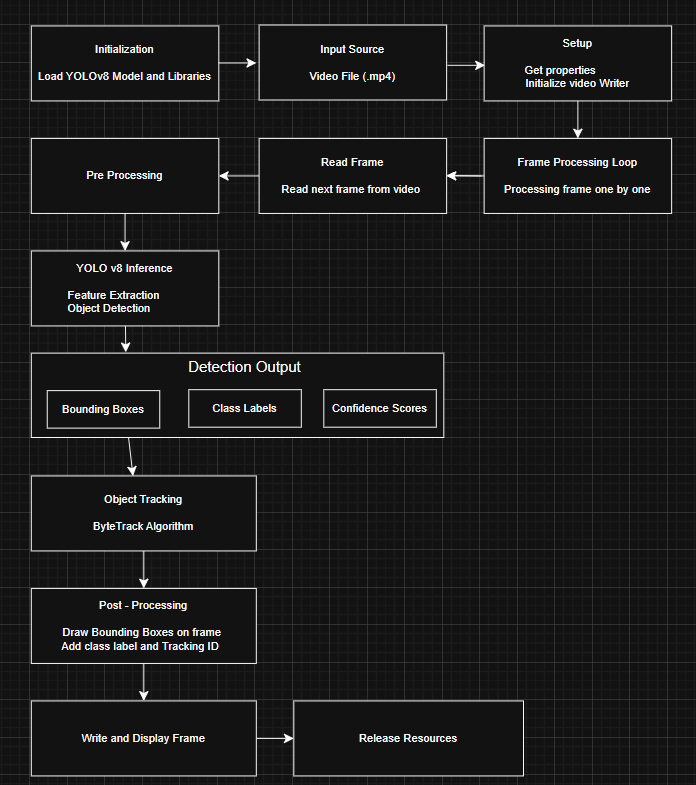 Initialization
Load YOLOv8 Model and Libraries
Input Source
Video File (.mp4)
Setup
Get properties
Initialize video Writer
Pre Processing
Read Frame
Read next frame from video
Frame Processing Loop
Processing frame one by one
YOLO v8 Inference
Feature Extraction
Object Detection
Detection Output
Bounding Boxes
Class Labels
Confidence Scores
Object Tracking
ByteTrack Algorithm
Post - Processing
Draw Bounding Boxes on frame
Add class label and Tracking ID
Write and Display Frame
Release Resources